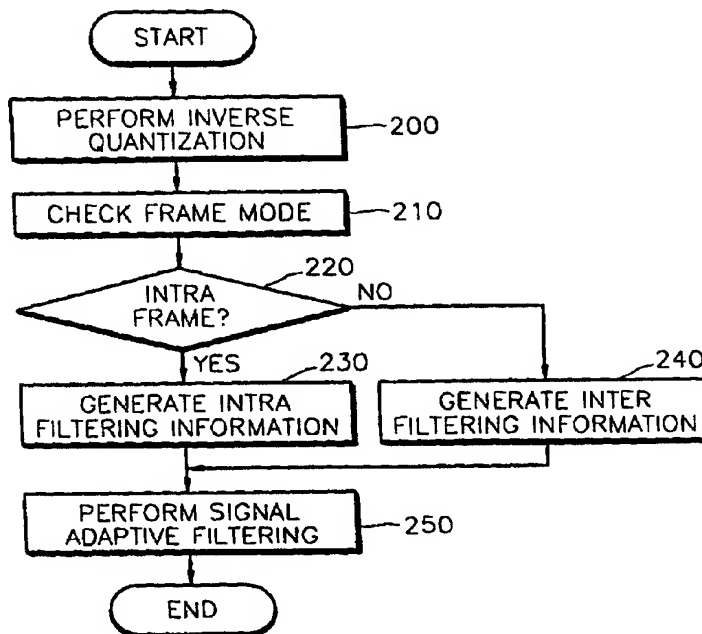 START
PERFORM INVERSE
QUANTIZATION
200
CHECK FRAME MODE
210
220
INTRA
FRAME?
NO
YES
230
240
GENERATE INTRA
FILTERING INFORMATION
GENERATE INTER
FILTERING INFORMATION
PERFORM SIGNAL
ADAPTIVE FILTERING
250
END